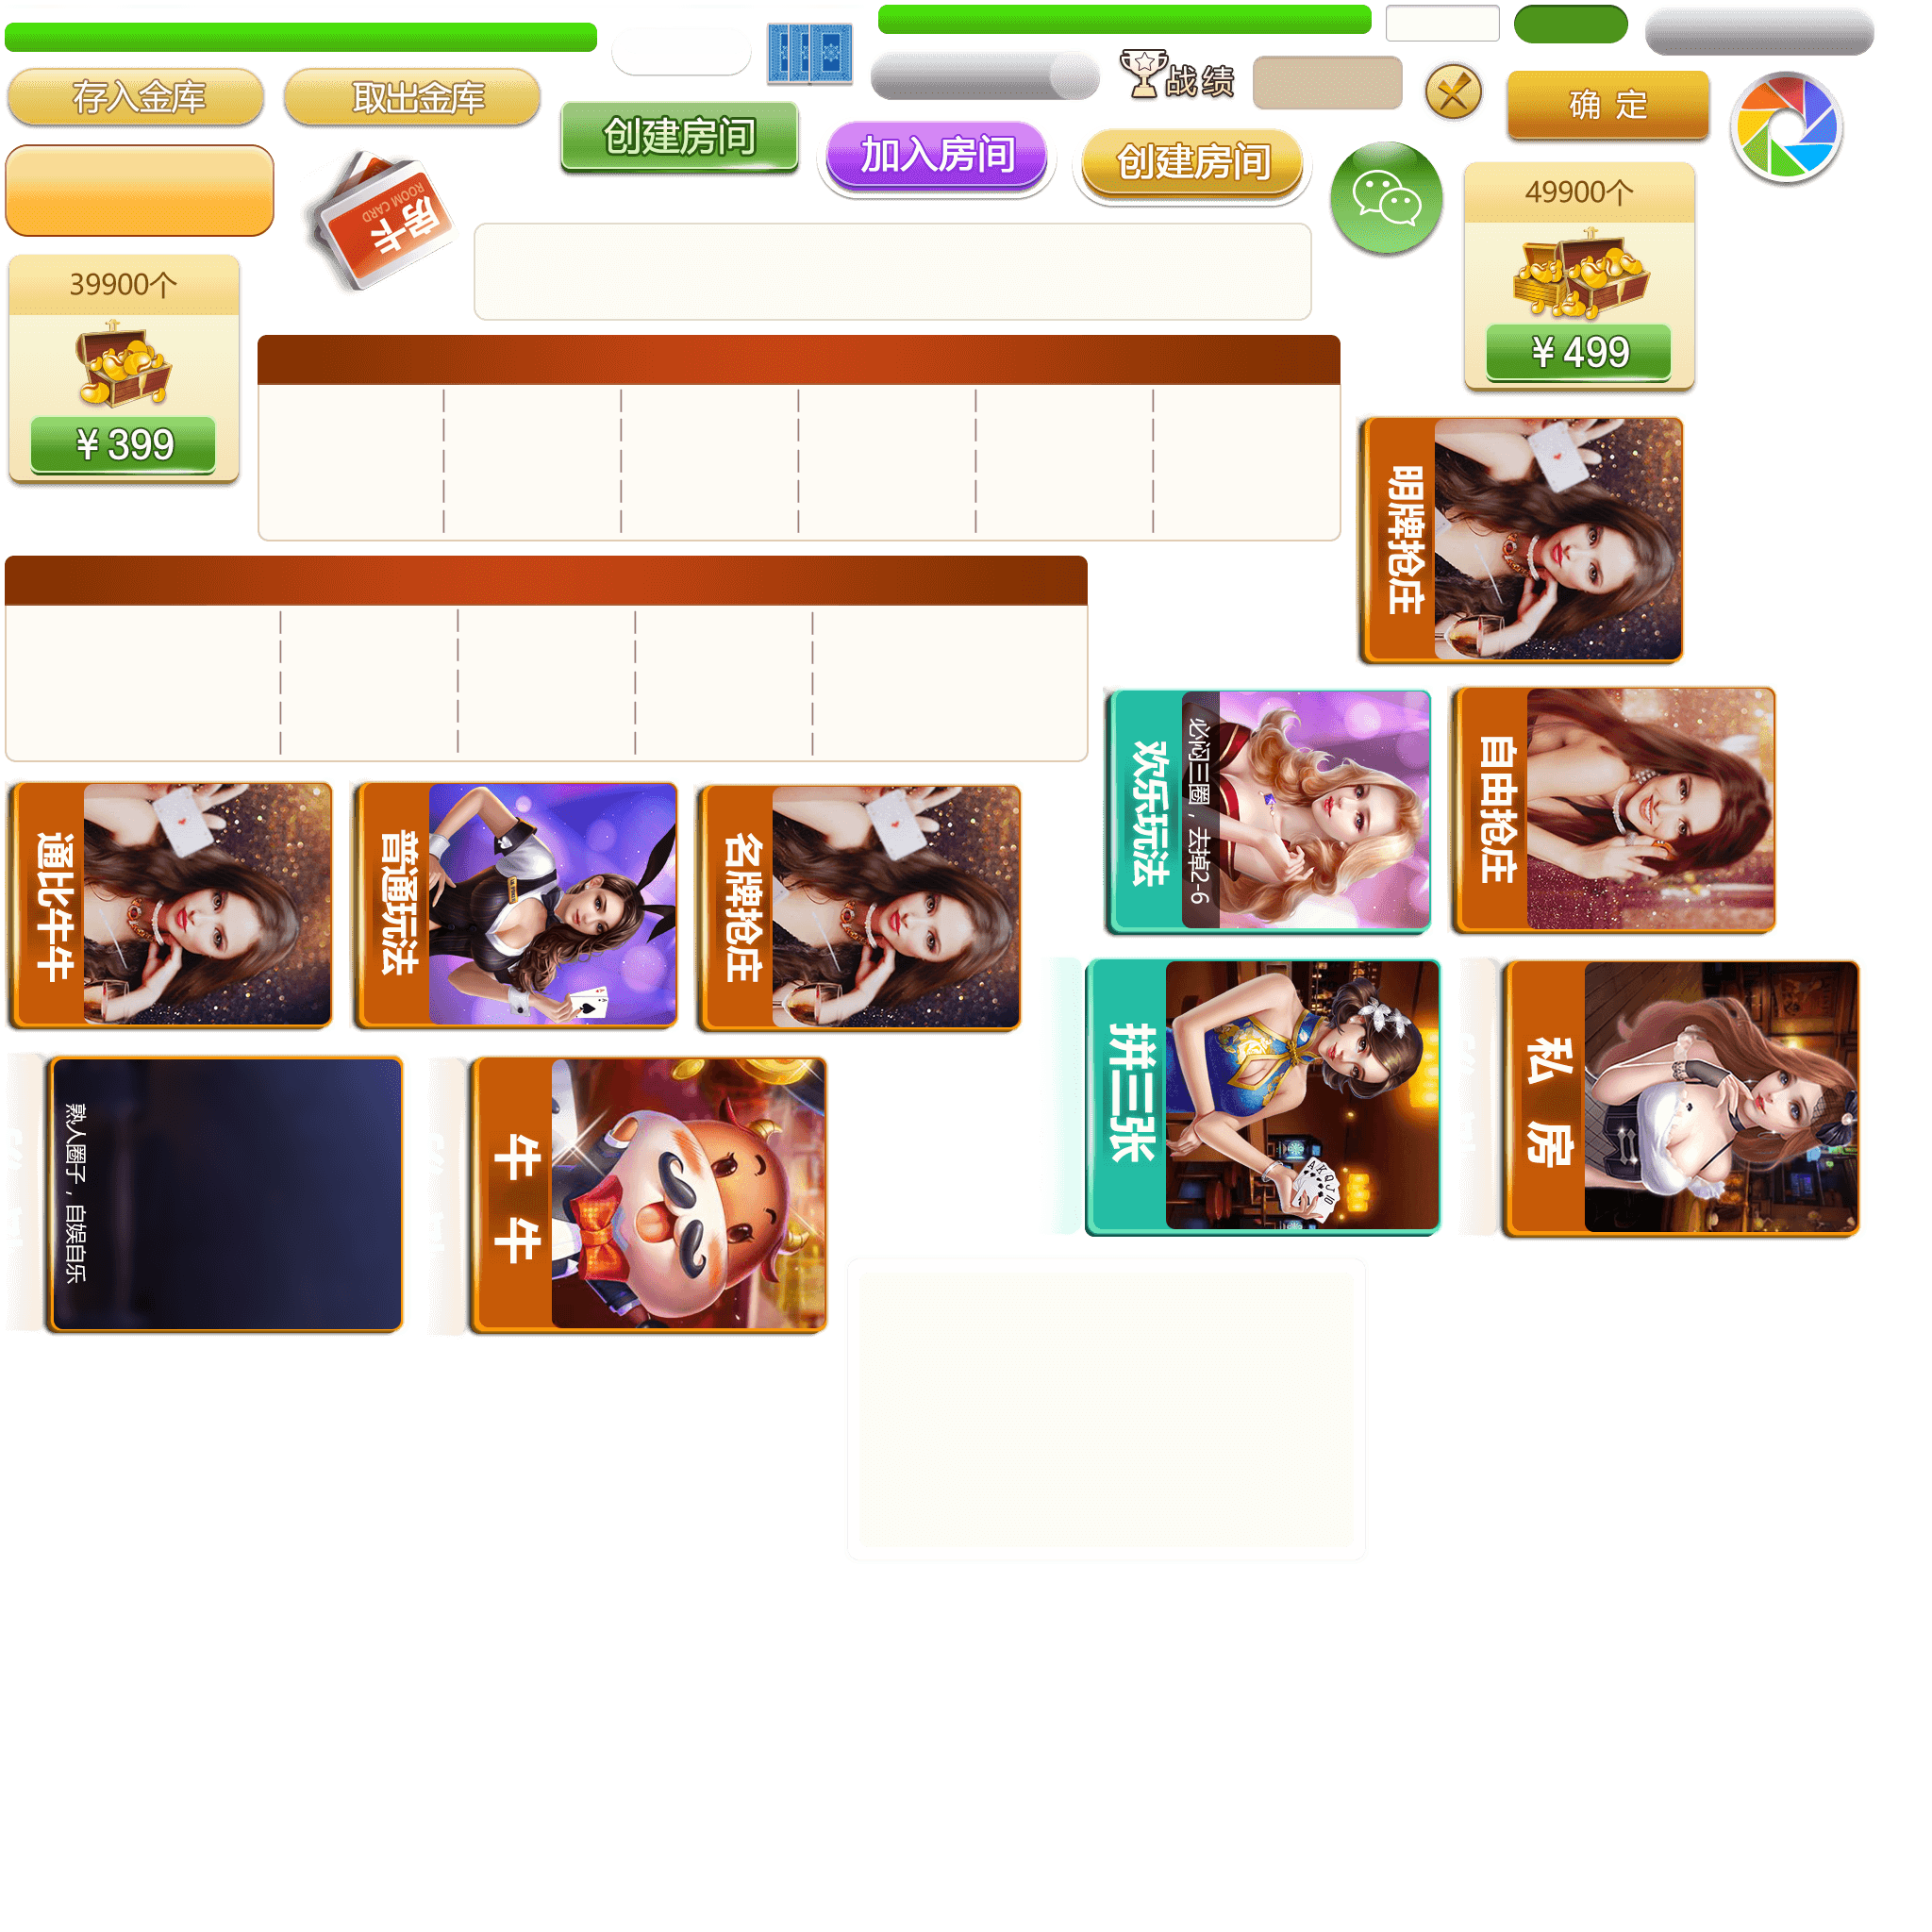 战绩
存入金库
取出金库
确 定
创建房间
加入房间
创建房间
49900个
房卡
ROOM CARD
39900个
¥499
¥399
明牌抢庄
欢乐玩法
必闷三圈，去掉2-6
自由抢庄
通比牛牛
普通玩法
名牌抢庄
拼三张
A K Q J 10
私 房
熟人圈子，自娱自乐
牛 牛